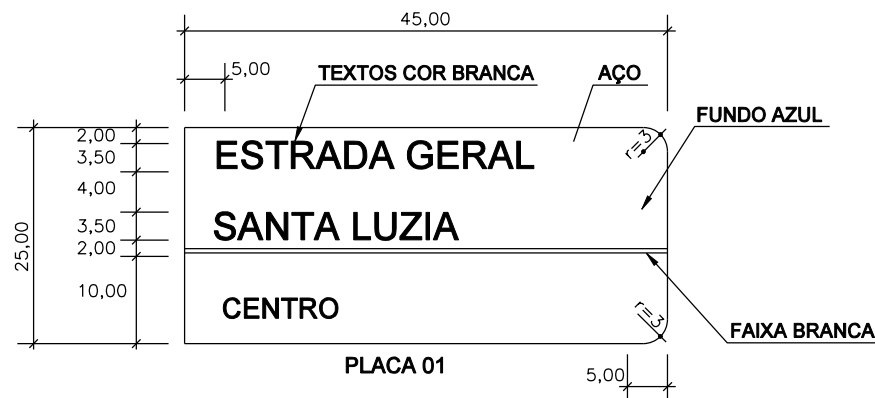 45,00
5,00
TEXTOS COR BRANCA
AÇO
FUNDO AZUL
25,00
2,00
3,50
4,00
3,50
2,00
10,00
ESTRADA GERAL
r=3
SANTA LUZIA
CENTRO
r=3
FAIXA BRANCA
PLACA 01
5,00